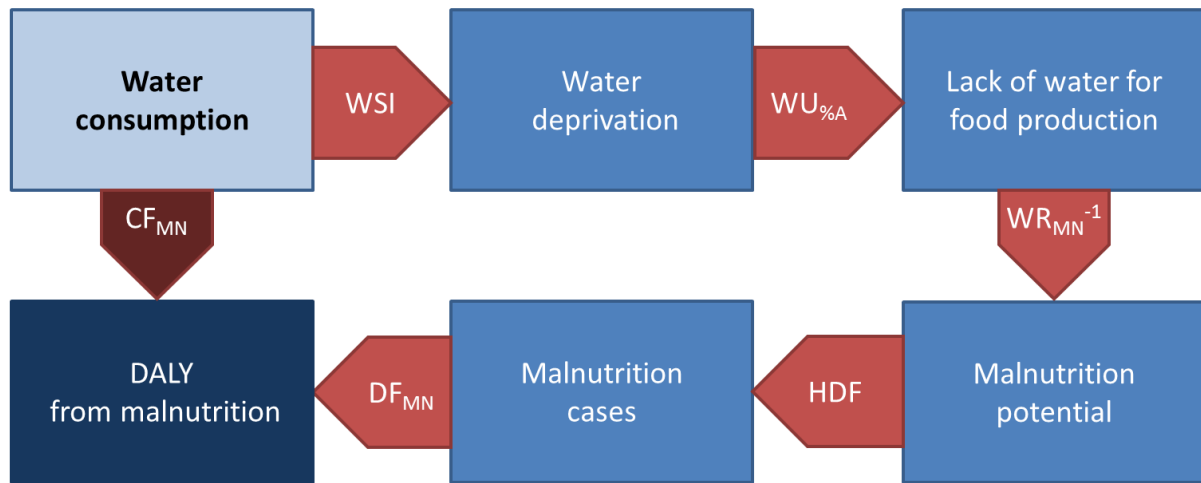 Water
consumption
WSI
Water
deprivation
WU%A
Lack of water for
food production
CFMN
WRMN-1
DALY
from malnutrition
DFMN
Malnutrition
cases
HDF
Malnutrition
potential